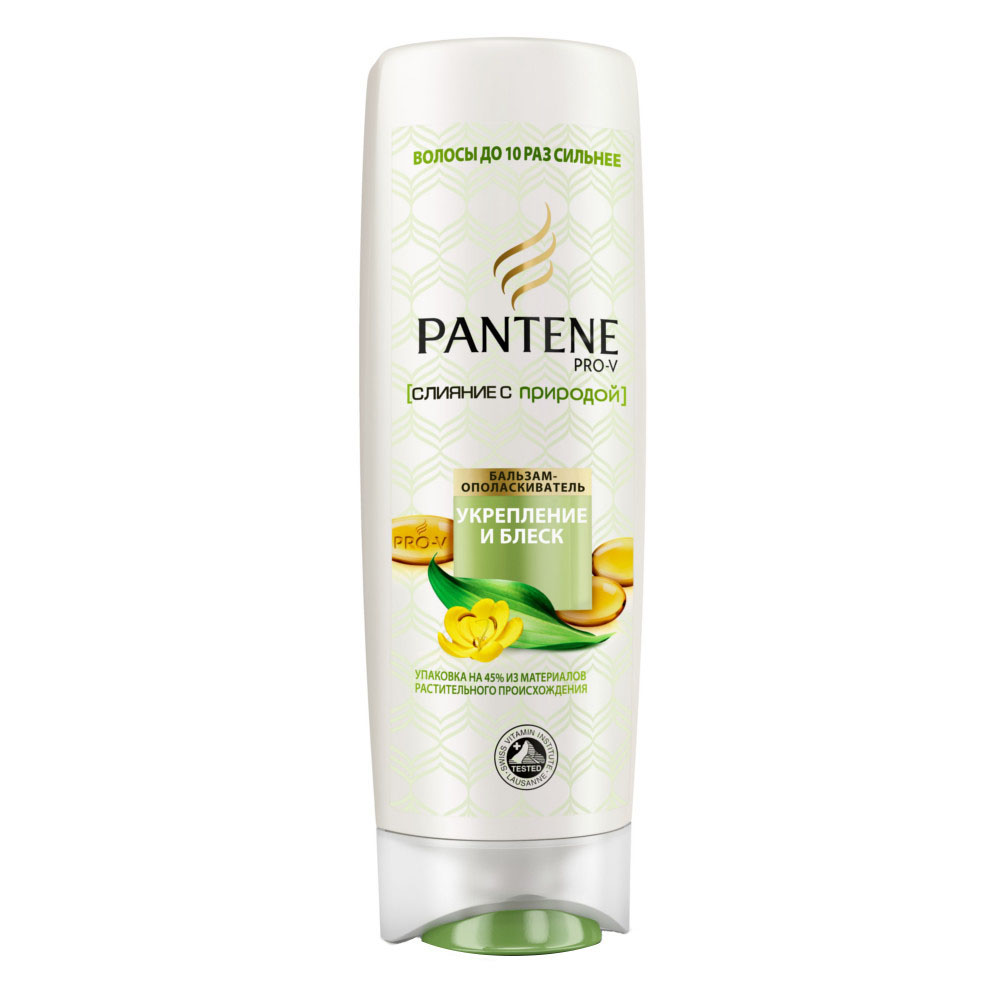 ВОЛОСЫ ДО 10 РАЗ СИЛЬНЕЕ
PANTENE
PRO-V
[СЛИЯНИЕ С природой]
БАЛЬЗАМ-
ОПОЛАСКИВАТЕЛЬ
УКРЕПЛЕНИЕ
И БЛЕСК
PRO-V
УПАКОВКА НА 45% ИЗ МАТЕРИАЛОВ
РАСТИТЕЛЬНОГО ПРОИСХОЖДЕНИЯ
SWISS VITAMIN INSTITUTE
TESTED
· LAUSANNE ·